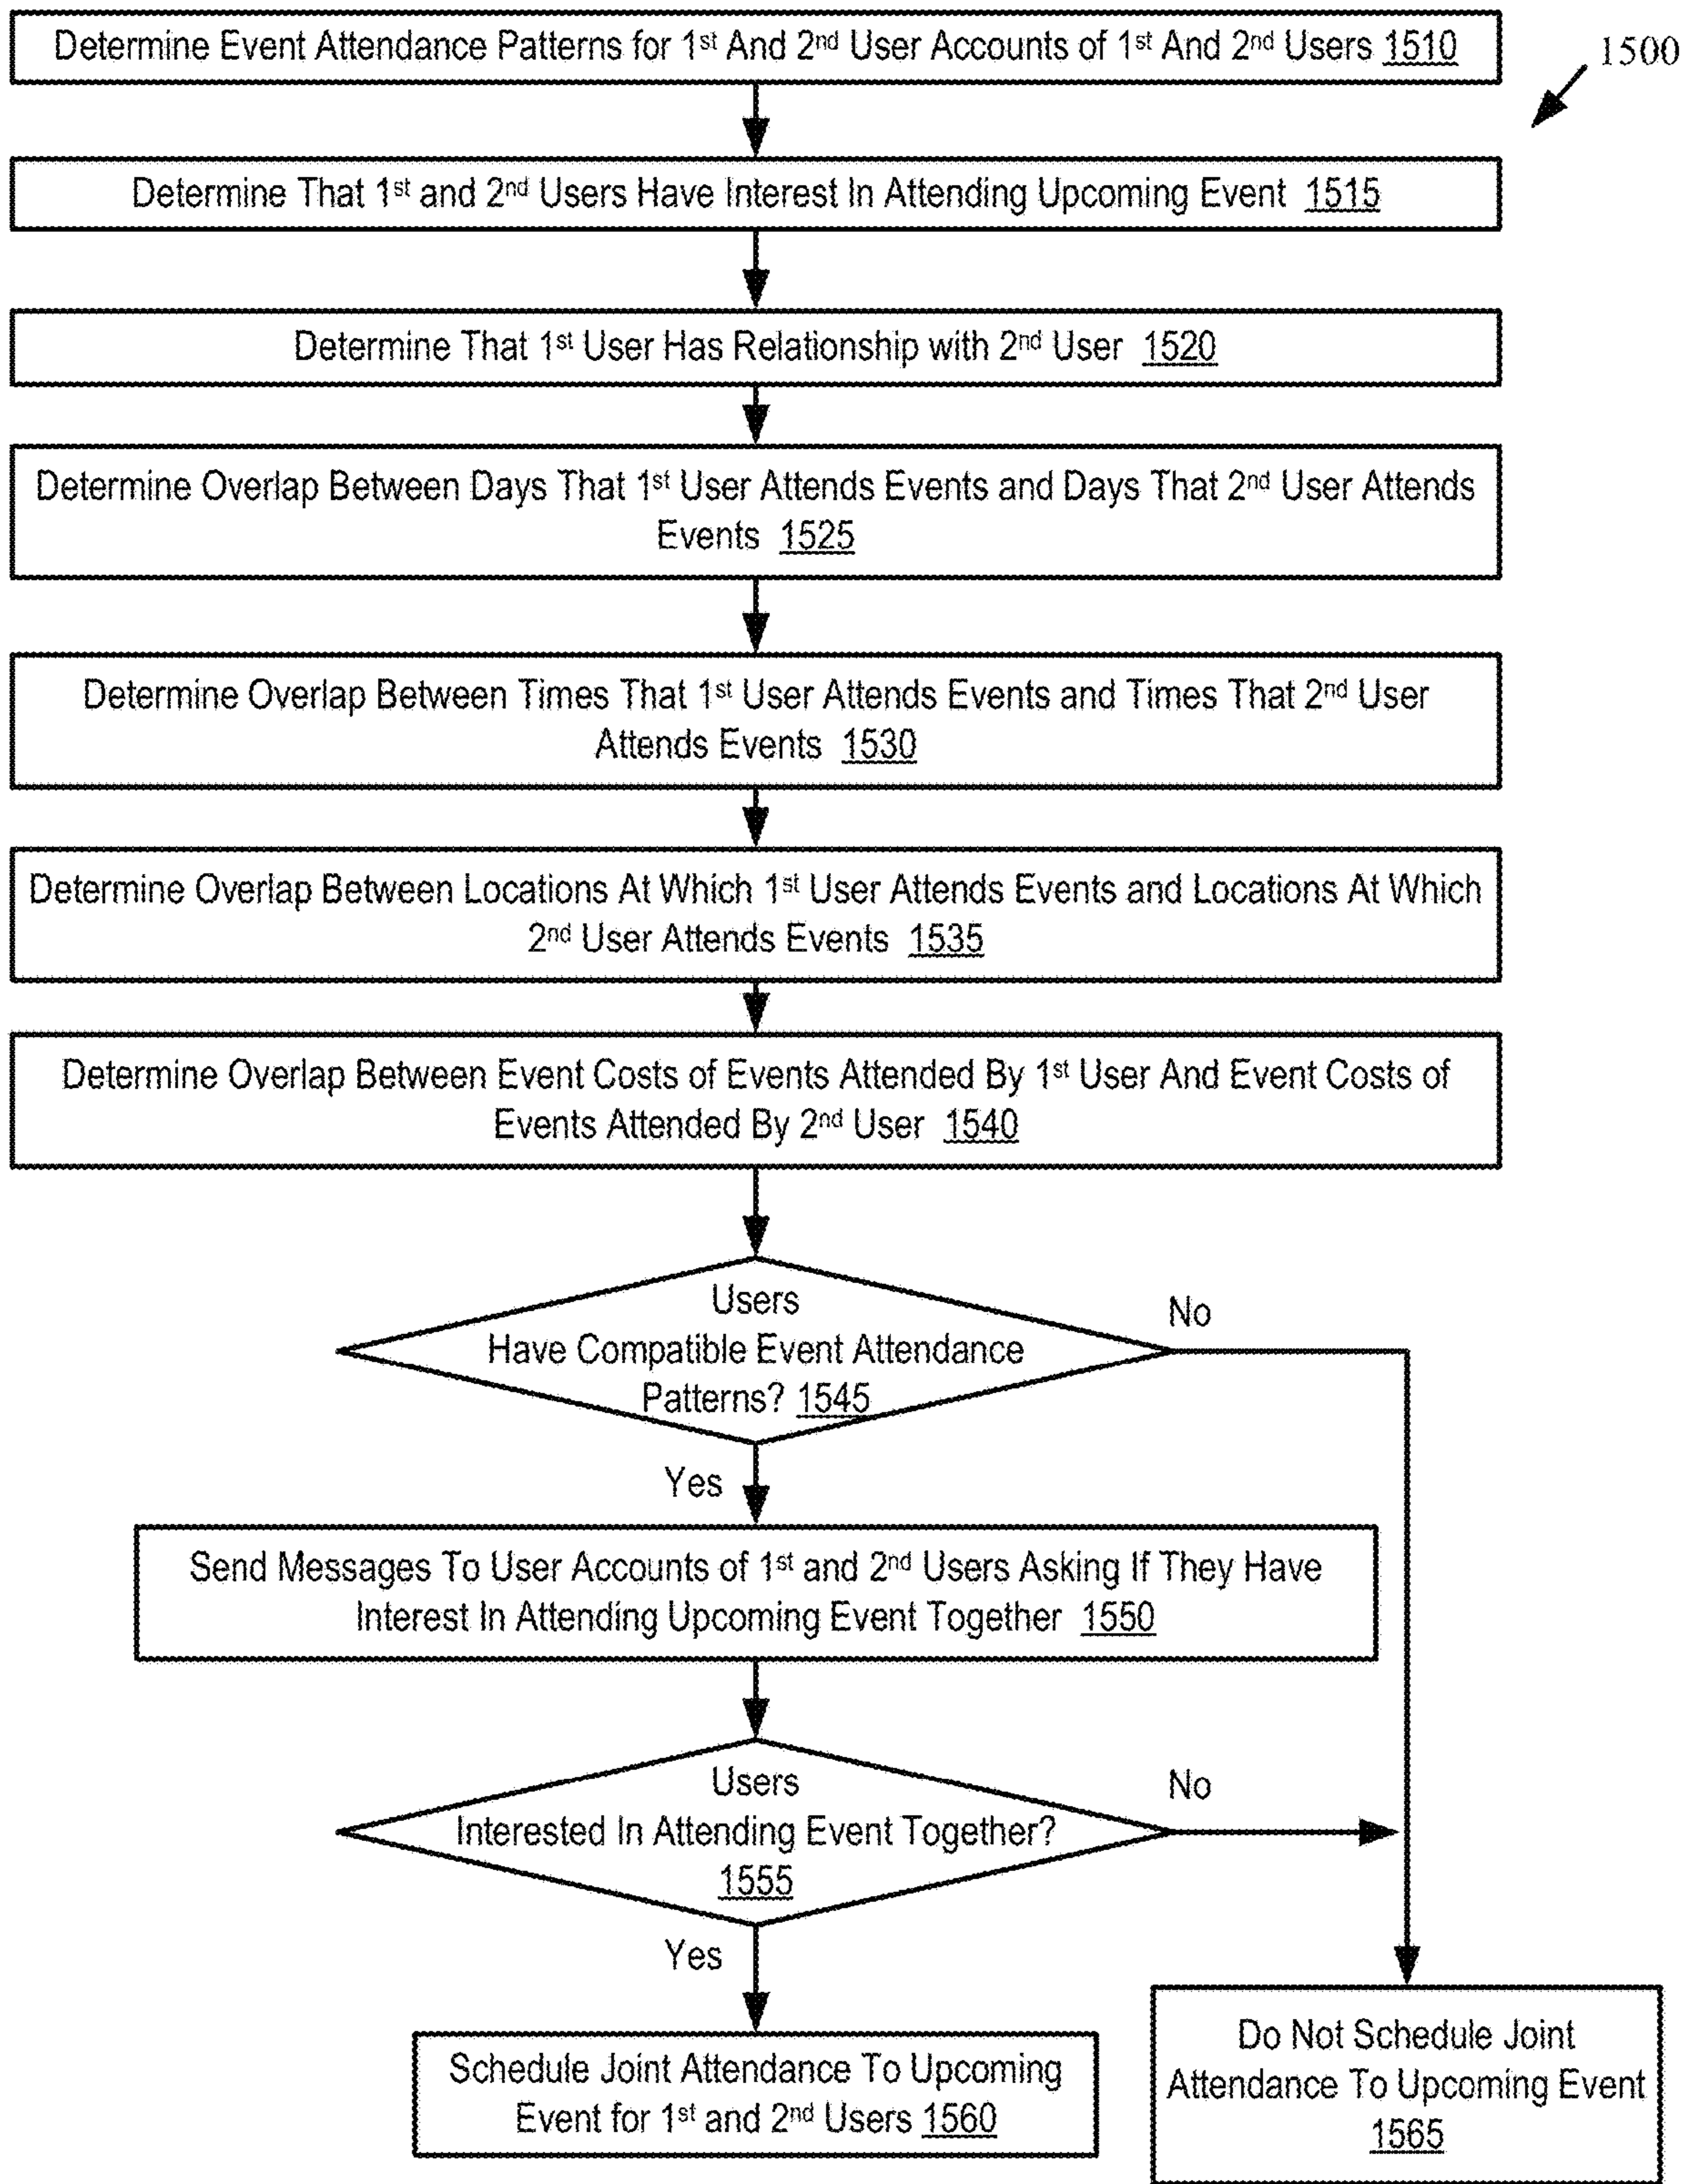 Determine Event Attendance Patterns for 1st And 2nd User Accounts of 1st And 2nd Users 1510
1500
Determine That 1st and 2nd Users Have Interest In Attending Upcoming Event 1515
Determine That 1st User Has Relationship with 2nd User 1520
Determine Overlap Between Days That 1st User Attends Events and Days That 2nd User Attends
Events 1525
Determine Overlap Between Times That 1st User Attends Events and Times That 2nd User
Attends Events 1530
Determine Overlap Between Locations At Which 1st User Attends Events and Locations At Which
2nd User Attends Events 1535
Determine Overlap Between Event Costs of Events Attended By 1st User And Event Costs of
Events Attended By 2nd User 1540
Users
Have Compatible Event Attendance
Patterns? 1545
No
Yes
Send Messages To User Accounts of 1st and 2nd Users Asking If They Have
Interest In Attending Upcoming Event Together 1550
Users
Interested In Attending Event Together?
1555
No
Yes
Schedule Joint Attendance To Upcoming
Event for 1st and 2nd Users 1560
Do Not Schedule Joint
Attendance To Upcoming Event
1565